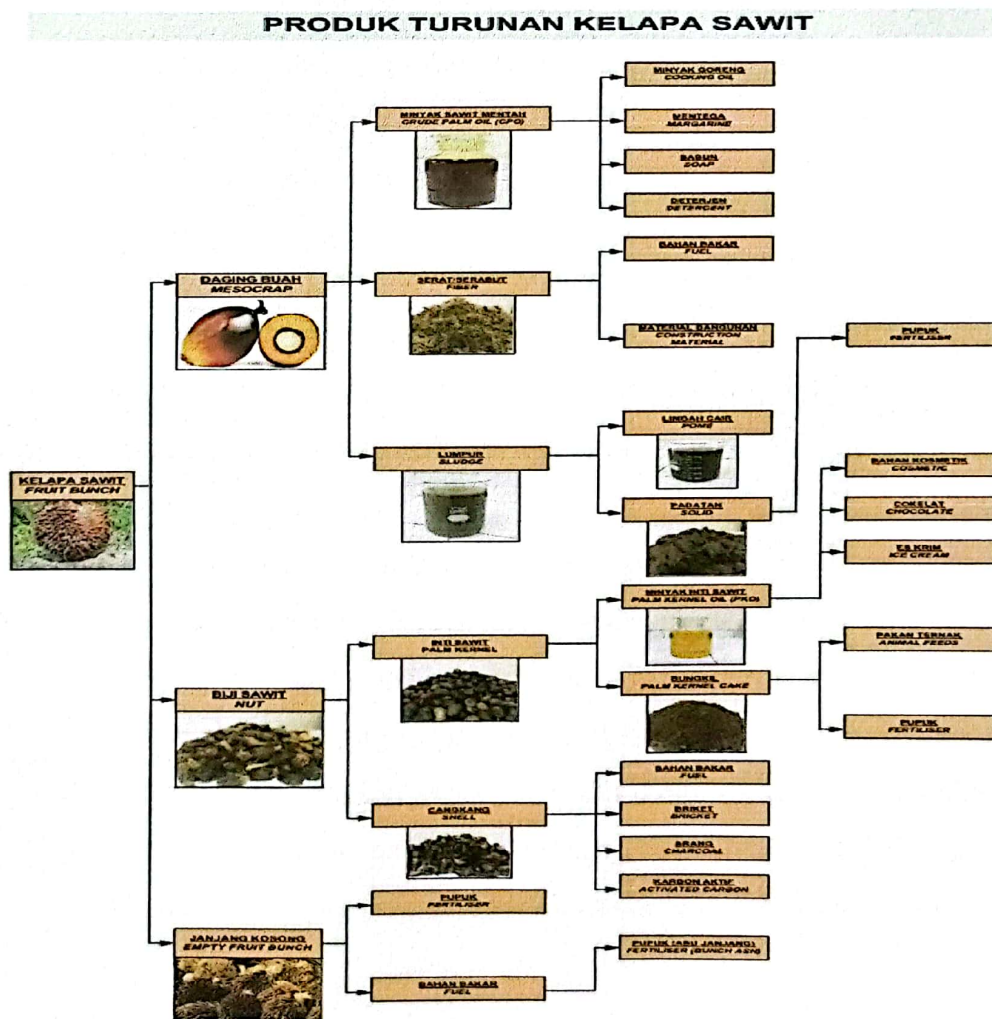 PRODUK TURUNAN KELAPA SAWIT
MINYAK GORENG
COOKING OIL
MINYAK SAWIT MENTAH
CRUDE PALM OIL (CPO)
MENTEGA
MARGARINE
SABUN
SOAP
DETERJEN
DETERGENT
BAHAN BAKAR
FUEL
DAGING BUAH
MESOCRAP
SERAT/SERABUT
FIBER
MATERIAL BANGUNAN
CONSTRUCTION
MATERIAL
PUPUK
FERTILISER
LIMBAH CAIR
POME
LUMPUR
SLUDGE
KELAPA SAWIT
FRUIT BUNCH
BAHAN KOSMETIK
COSMETIC
PADATAN
SOLID
COKELAT
CHOCOLATE
ES KRIM
ICE CREAM
MINYAK INTI SAWIT
PALM KERNEL OIL (PKO)
INTI SAWIT
PALM KERNEL
PAKAN TERNAK
ANIMAL FEEDS
BUNGKIL
PALM KERNEL CAKE
BIJI SAWIT
NUT
PUPUK
FERTILISER
BAHAN BAKAR
FUEL
CANGKANG
SHELL
BRIKET
BRICKET
ARANG
CHARCOAL
KARBON AKTIF
ACTIVATED CARBON
PUPUK
FERTILISER
JANJANG KOSONG
EMPTY FRUIT BUNCH
PUPUK (ABU JANJANG)
FERTILISER (BUNCH ASH)
BAHAN BAKAR
FUEL